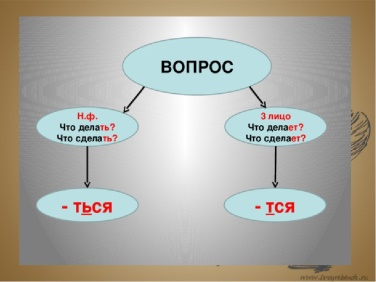 ВОПРОС
Н.ф.
Что делать?
Что сделать?
3 лицо
Что делает?
Что сделает?
- ться
- тся